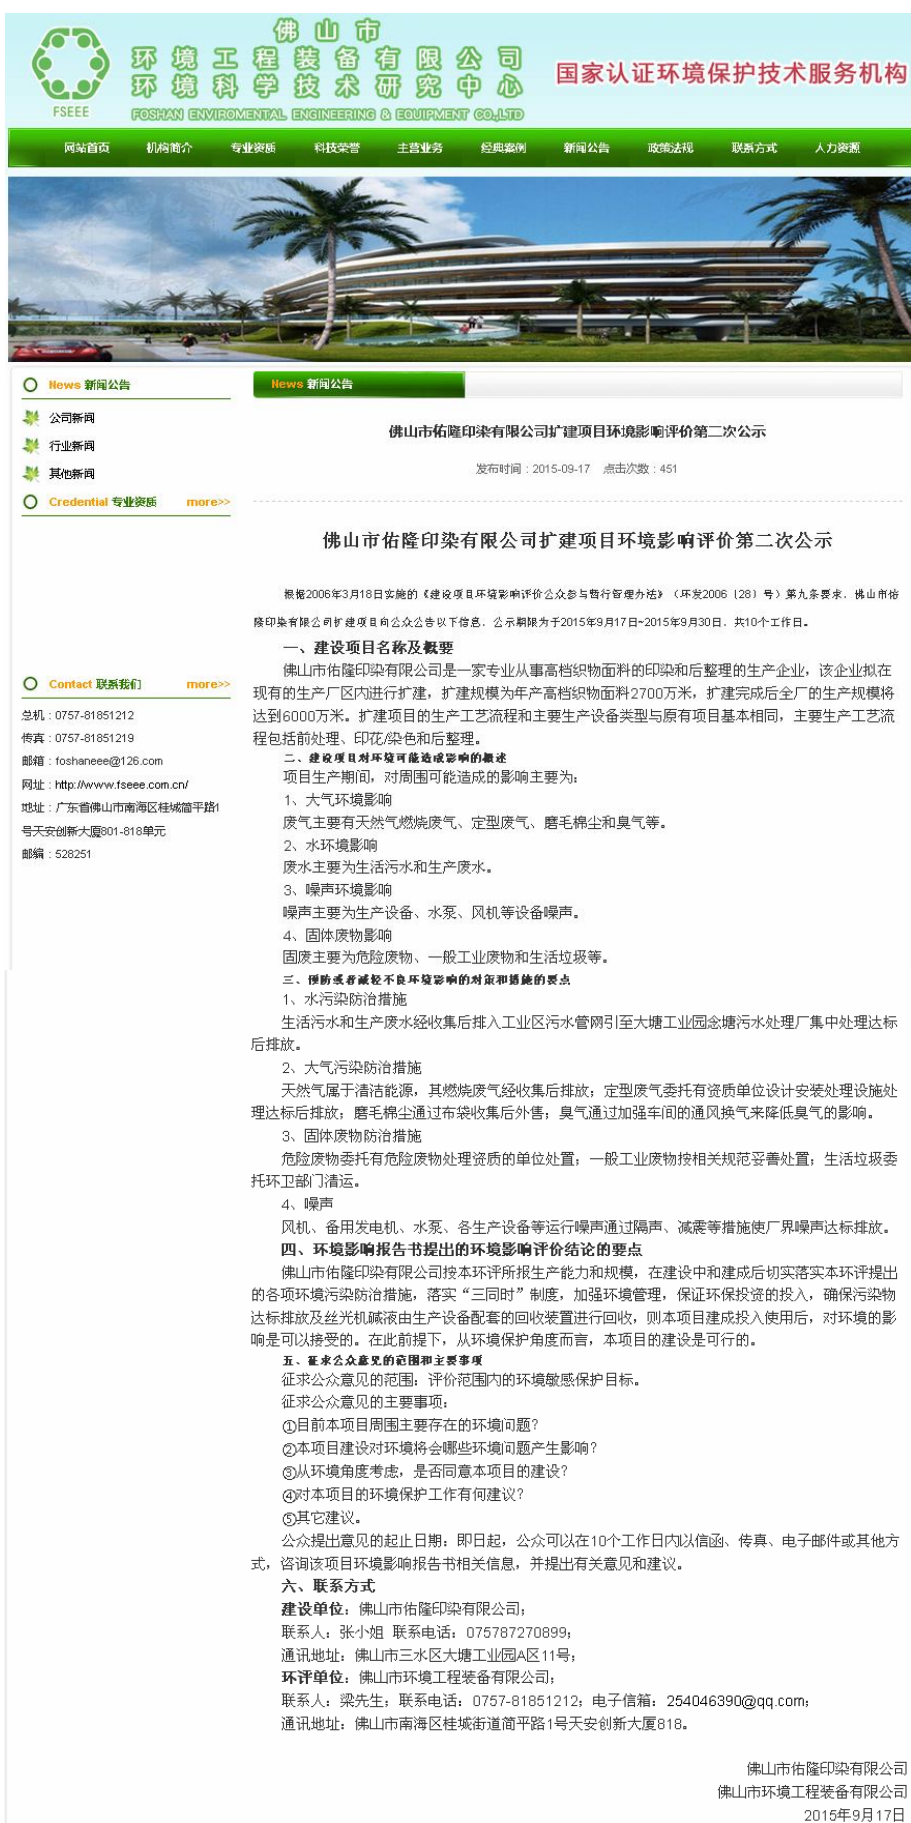 佛山市
环境工程装备有限公司
环境科学技术研究中心
国家认证环境保护技术服务机构
FSEEE
FOSHAN ENVIROMENTAL ENGINEERING & EQUIPMENT CO.,LTD
网站首页 机构简介 专业资质 科技荣誉 主营业务 经典案例 新闻公告 政策法规 联系方式 人力资源
News 新闻公告
公司新闻
行业新闻
其他新闻
Credential 专业资质 more>>
Contact 联系我们 more>>
总机：0757-81851212
传真：0757-81851219
邮箱：foshaneee@126.com
网址：http://www.fseee.com.cn/
地址：广东省佛山市南海区桂城简平路1
号天安创新大厦801-818单元
邮编：528251
News 新闻公告
佛山市佑隆印染有限公司扩建项目环境影响评价第二次公示
发布时间：2015-09-17 点击次数：451
佛山市佑隆印染有限公司扩建项目环境影响评价第二次公示
根据2006年3月18日实施的《建设项目环境影响评价公众参与暂行管理办法》（环发2006［28］号）第九条要求，佛山市佑
隆印染有限公司扩建项目向公众公告以下信息，公示期限为于2015年9月17日~2015年9月30日，共10个工作日。
一、建设项目名称及概要
佛山市佑隆印染有限公司是一家专业从事高档织物面料的印染和后整理的生产企业，该企业拟在
现有的生产厂区内进行扩建，扩建规模为年产高档织物面料2700万米，扩建完成后全厂的生产规模将
达到6000万米。扩建项目的生产工艺流程和主要生产设备类型与原有项目基本相同，主要生产工艺流
程包括前处理、印花/染色和后整理。
二、建设项目对环境可能造成影响的概述
项目生产期间，对周围可能造成的影响主要为：
1、大气环境影响
废气主要有天然气燃烧废气、定型废气、磨毛棉尘和臭气等。
2、水环境影响
废水主要为生活污水和生产废水。
3、噪声环境影响
噪声主要为生产设备、水泵、风机等设备噪声。
4、固体废物影响
固废主要为危险废物、一般工业废物和生活垃圾等。
三、预防或者减轻不良环境影响的对策和措施的要点
1、水污染防治措施
生活污水和生产废水经收集后排入工业区污水管网引至大塘工业园念塘污水处理厂集中处理达标
后排放。
2、大气污染防治措施
天然气属于清洁能源，其燃烧废气经收集后排放；定型废气委托有资质单位设计安装处理设施处
理达标后排放；磨毛棉尘通过布袋收集后外售；臭气通过加强车间的通风换气来降低臭气的影响。
3、固体废物防治措施
危险废物委托有危险废物处理资质的单位处置；一般工业废物按相关规范妥善处置；生活垃圾委
托环卫部门清运。
4、噪声
风机、备用发电机、水泵、各生产设备等运行噪声通过隔声、减震等措施使厂界噪声达标排放。
四、环境影响报告书提出的环境影响评价结论的要点
佛山市佑隆印染有限公司按本环评所报生产能力和规模，在建设中和建成后切实落实本环评提出
的各项环境污染防治措施，落实“三同时”制度，加强环境管理，保证环保投资的投入，确保污染物
达标排放及丝光机碱液由生产设备配套的回收装置进行回收，则本项目建成投入使用后，对环境的影
响是可以接受的。在此前提下，从环境保护角度而言，本项目的建设是可行的。
五、征求公众意见的范围和主要事项
征求公众意见的范围：评价范围内的环境敏感保护目标。
征求公众意见的主要事项：
①目前本项目周围主要存在的环境问题？
②本项目建设对环境将会哪些环境问题产生影响？
③从环境角度考虑，是否同意本项目的建设？
④对本项目的环境保护工作有何建议？
⑤其它建议。
公众提出意见的起止日期：即日起，公众可以在10个工作日内以信函、传真、电子邮件或其他方
式，咨询该项目环境影响报告书相关信息，并提出有关意见和建议。
六、联系方式
建设单位：佛山市佑隆印染有限公司；
联系人：张小姐 联系电话：075787270899；
通讯地址：佛山市三水区大塘工业园A区11号；
环评单位：佛山市环境工程装备有限公司；
联系人：梁先生；联系电话：0757-81851212；电子信箱：254046390@qq.com；
通讯地址：佛山市南海区桂城街道简平路1号天安创新大厦818。
佛山市佑隆印染有限公司
佛山市环境工程装备有限公司
2015年9月17日